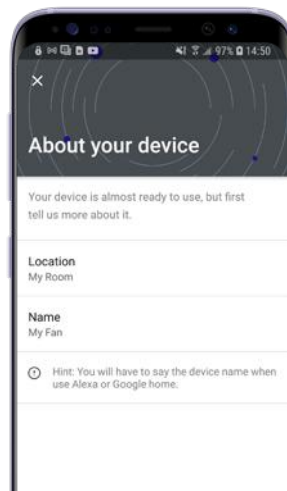 97% 14:50
About your device
Your device is almost ready to use, but first
tell us more about it.
Location
My Room
Name
My Fan
Hint: You will have to say the device name when
use Alexa or Google home.